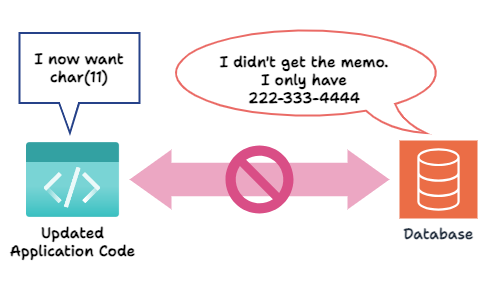 I now want
char(11)
I didn't get the memo.
I only have
222-333-4444
</>
Updated
Application Code
Database